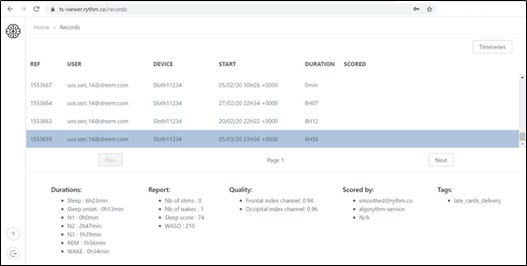 ts-viewer.rythm.co/records
Home > Records
Timeseries
REF USER DEVICE START DURATION SCORED
1553667 uos.ssrc.14@dreem.com Sloth11234 05/02/20 10H26 +0000 0min
1553664 uos.ssrc.14@dreem.com Sloth11234 27/02/20 22H34 +0000 8H07
1553663 uos.ssrc.14@dreem.com Sloth11234 20/02/20 22H22 +0000 8H12
1553659 uos.ssrc.14@dreem.com Sloth11234 05/03/20 23H36 +0000 6H56
Prev Page 1 Next
Durations: Report: Quality: Scored by: Tags:
Sleep : 6h23min Nb of stims : 0 Frontal index channel: 0.94 smoothed@rythm.co late_cards_delivery
Sleep onset : 0h13min Nb of wakes : 1 Occipital index channel: 0.96 algorythm-service
N1 : 0h0min Sleep score : 74 N/A
N2 : 2h47min WASO : 210
N3 : 1h39min
REM : 1h56min
WAKE : 0h34min